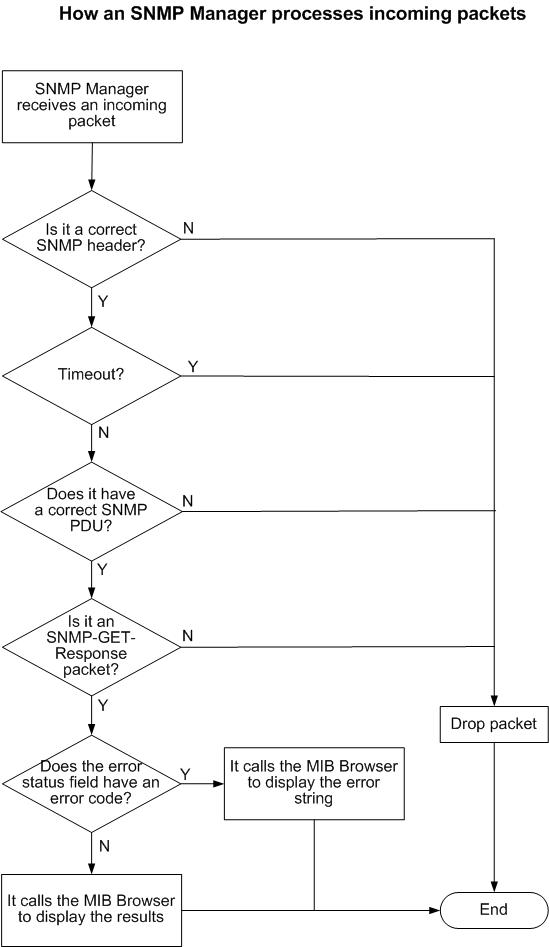 How an SNMP Manager processes incoming packets
SNMP Manager
receives an incoming
packet
Is it a correct
SNMP header?
N
Y
Timeout?
Y
N
Does it have
a correct SNMP
PDU?
N
Y
Is it an
SNMP-GET-
Response
packet?
N
Y
Drop packet
Does the error
status field have an
error code?
Y
It calls the MIB Browser
to display the error
string
N
It calls the MIB Browser
to display the results
End